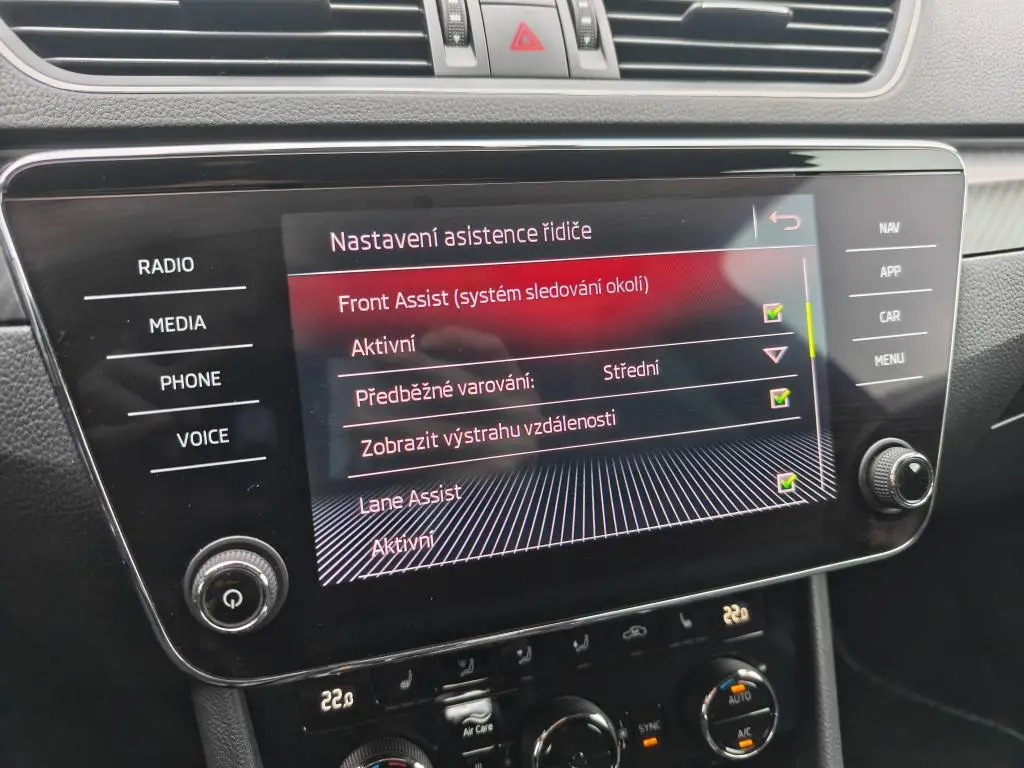 Nastavení asistence řidiče
Front Assist (systém sledování okolí)
Aktivní
Předběžné varování: Střední
Zobrazit výstrahu vzdálenosti
Lane Assist
Aktivní
RADIO
MEDIA
PHONE
VOICE
NAV
APP
CAR
MENU
22.0
22.0
Air Care
SYNC
AUTO
A/C